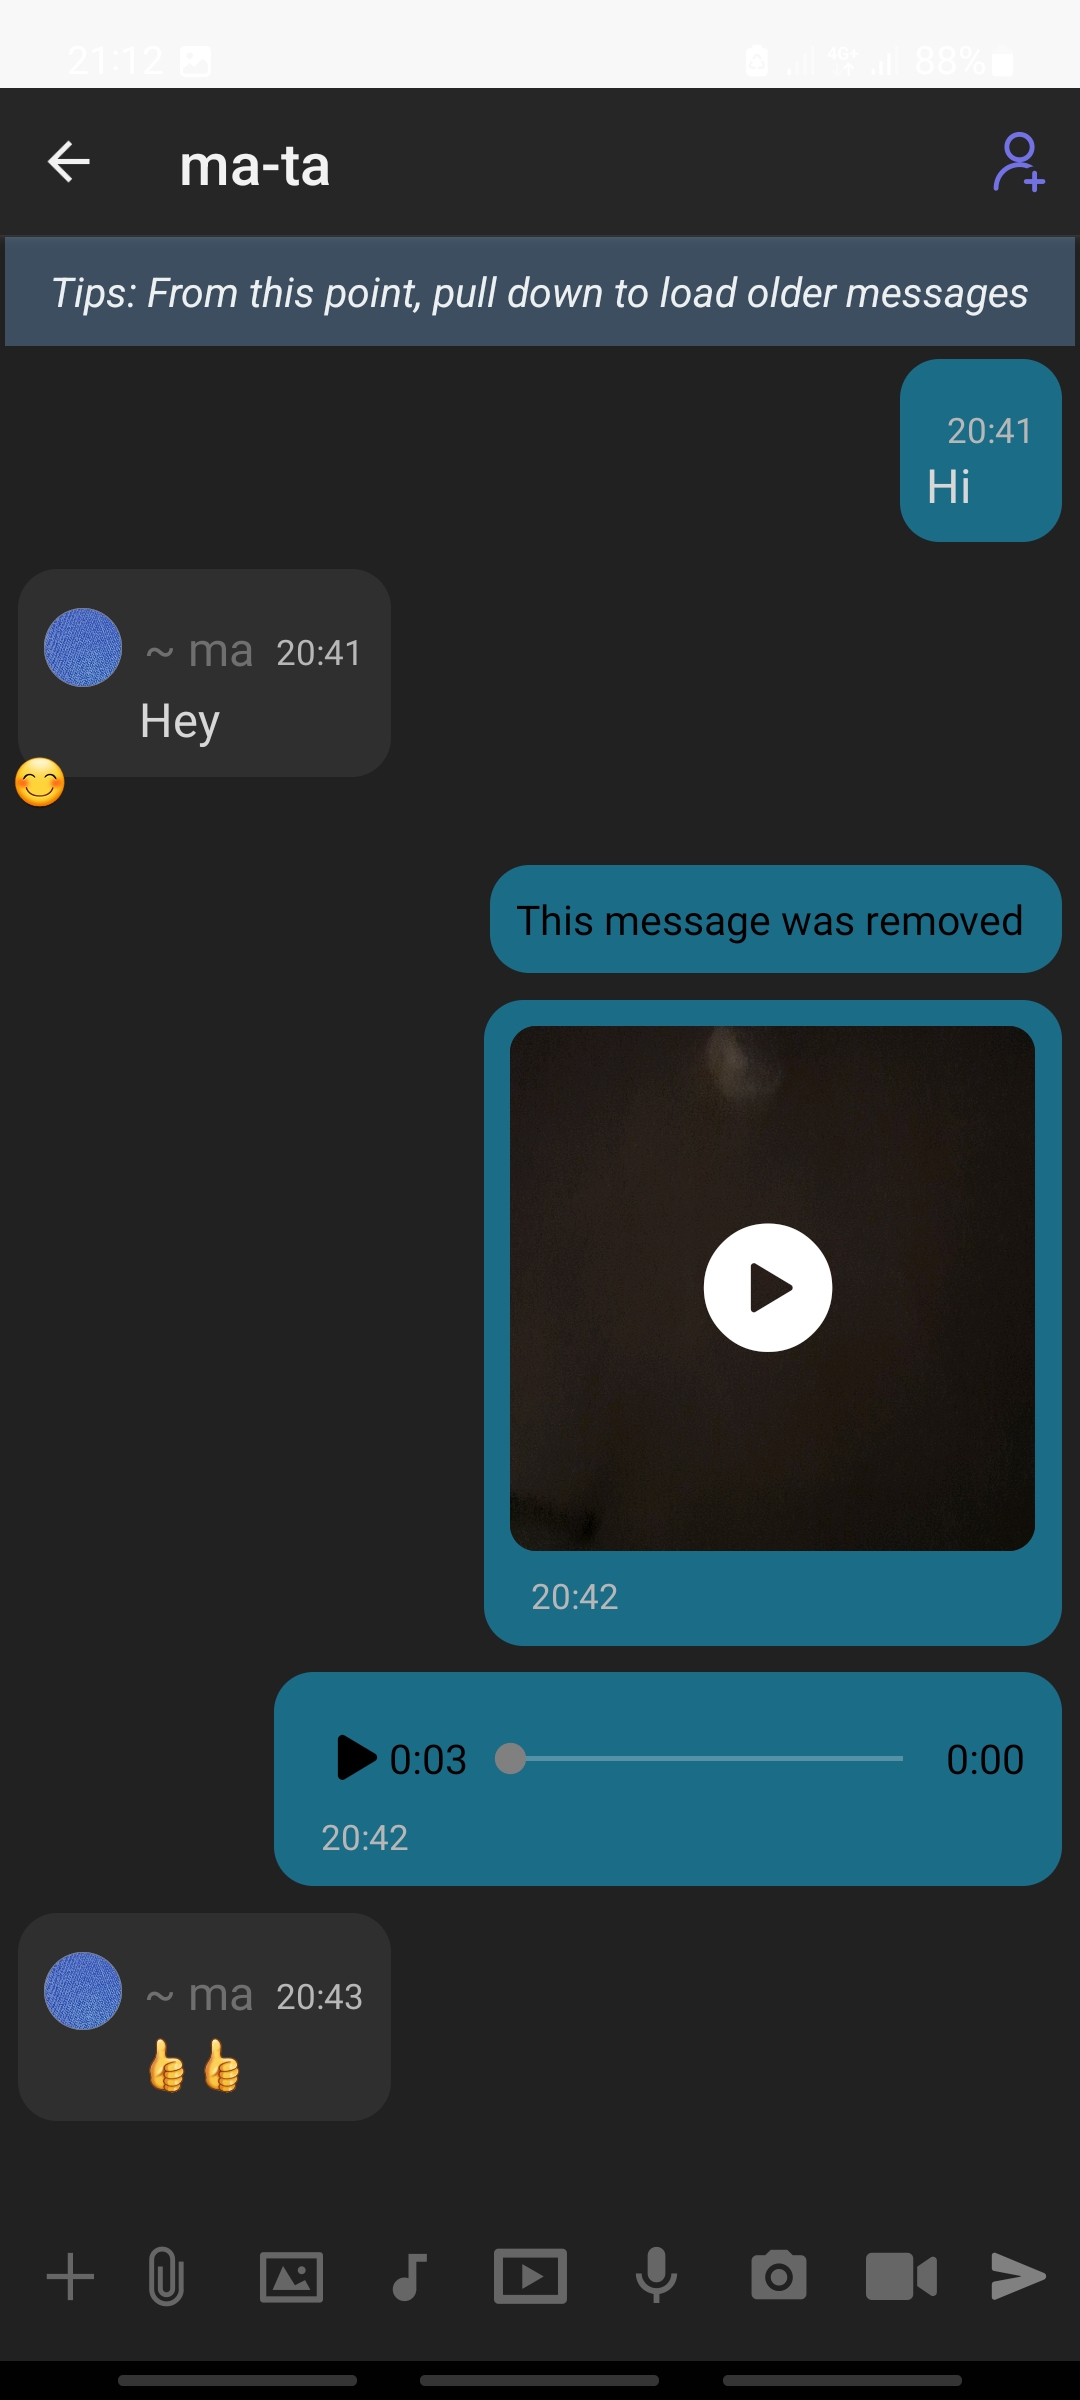 21:12 4G+ 88%
ma-ta
Tips: From this point, pull down to load older messages
20:41
Hi
~ ma 20:41
Hey
This message was removed
20:42
0:03 0:00
20:42
~ ma 20:43